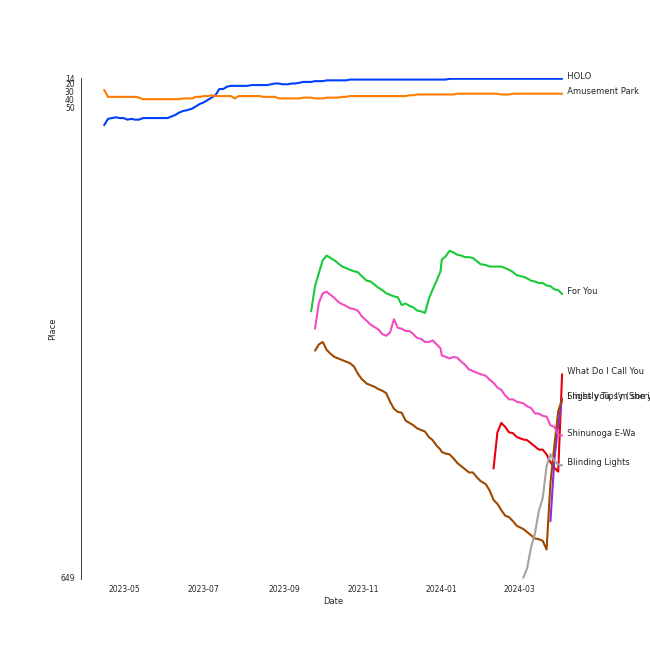 14
20
30
40
50
649
Place
HOLO
Amusement Park
For You
What Do I Call You
Shinunoga E-Wa
Blinding Lights
2023-05
2023-07
2023-09
2023-11
2024-01
2024-03
Date